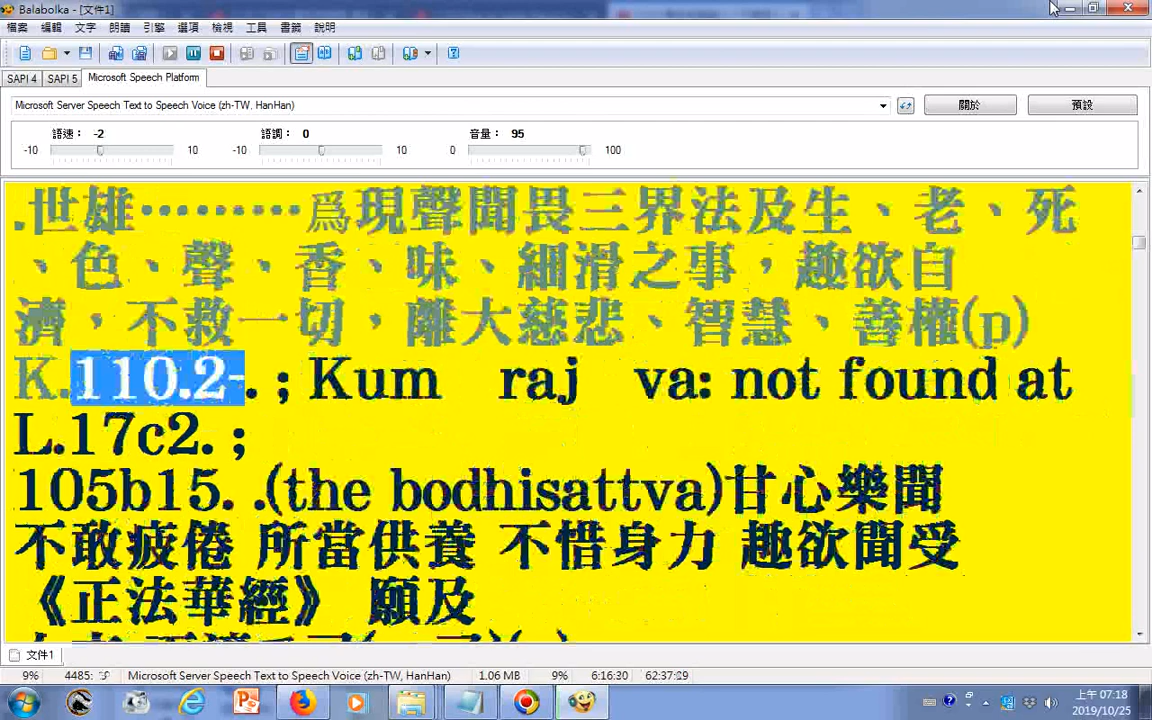 Balabolka - [文件1]
檔案 編輯 文字 朗讀 引擎 選項 檢視 工具 書籤 說明
SAPI 4 SAPI 5 Microsoft Speech Platform
Microsoft Server Speech Text to Speech Voice (zh-TW, HanHan) 關於 預設
語速： -2 語調： 0 音量： 95
-10 10 -10 10 0 100
.世雄………為現聲聞畏三界法及生、老、死
、色、聲、香、味、細滑之事，趣欲自
濟，不救一切，離大慈悲、智慧、善權(p)
K.110.2-. ; Kum raj va: not found at
L.17c2. ;
105b15. .(the bodhisattva)甘心樂聞
不敢疲倦 所當供養 不惜身力 趣欲聞受
《正法華經》 願及
文件1
9% 4485: Microsoft Server Speech Text to Speech Voice (zh-TW, HanHan) 1.06 MB 9% 6:16:30 62:37:29
上午 07:18
2019/10/25